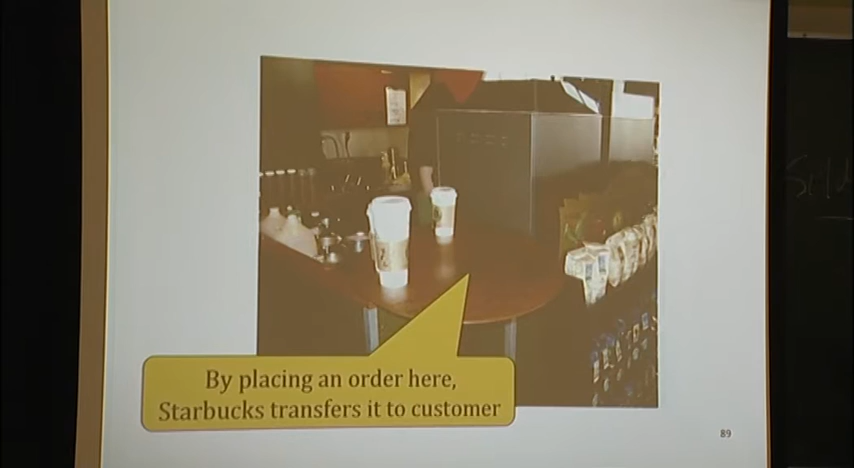 By placing an order here,
Starbucks transfers it to customer
89